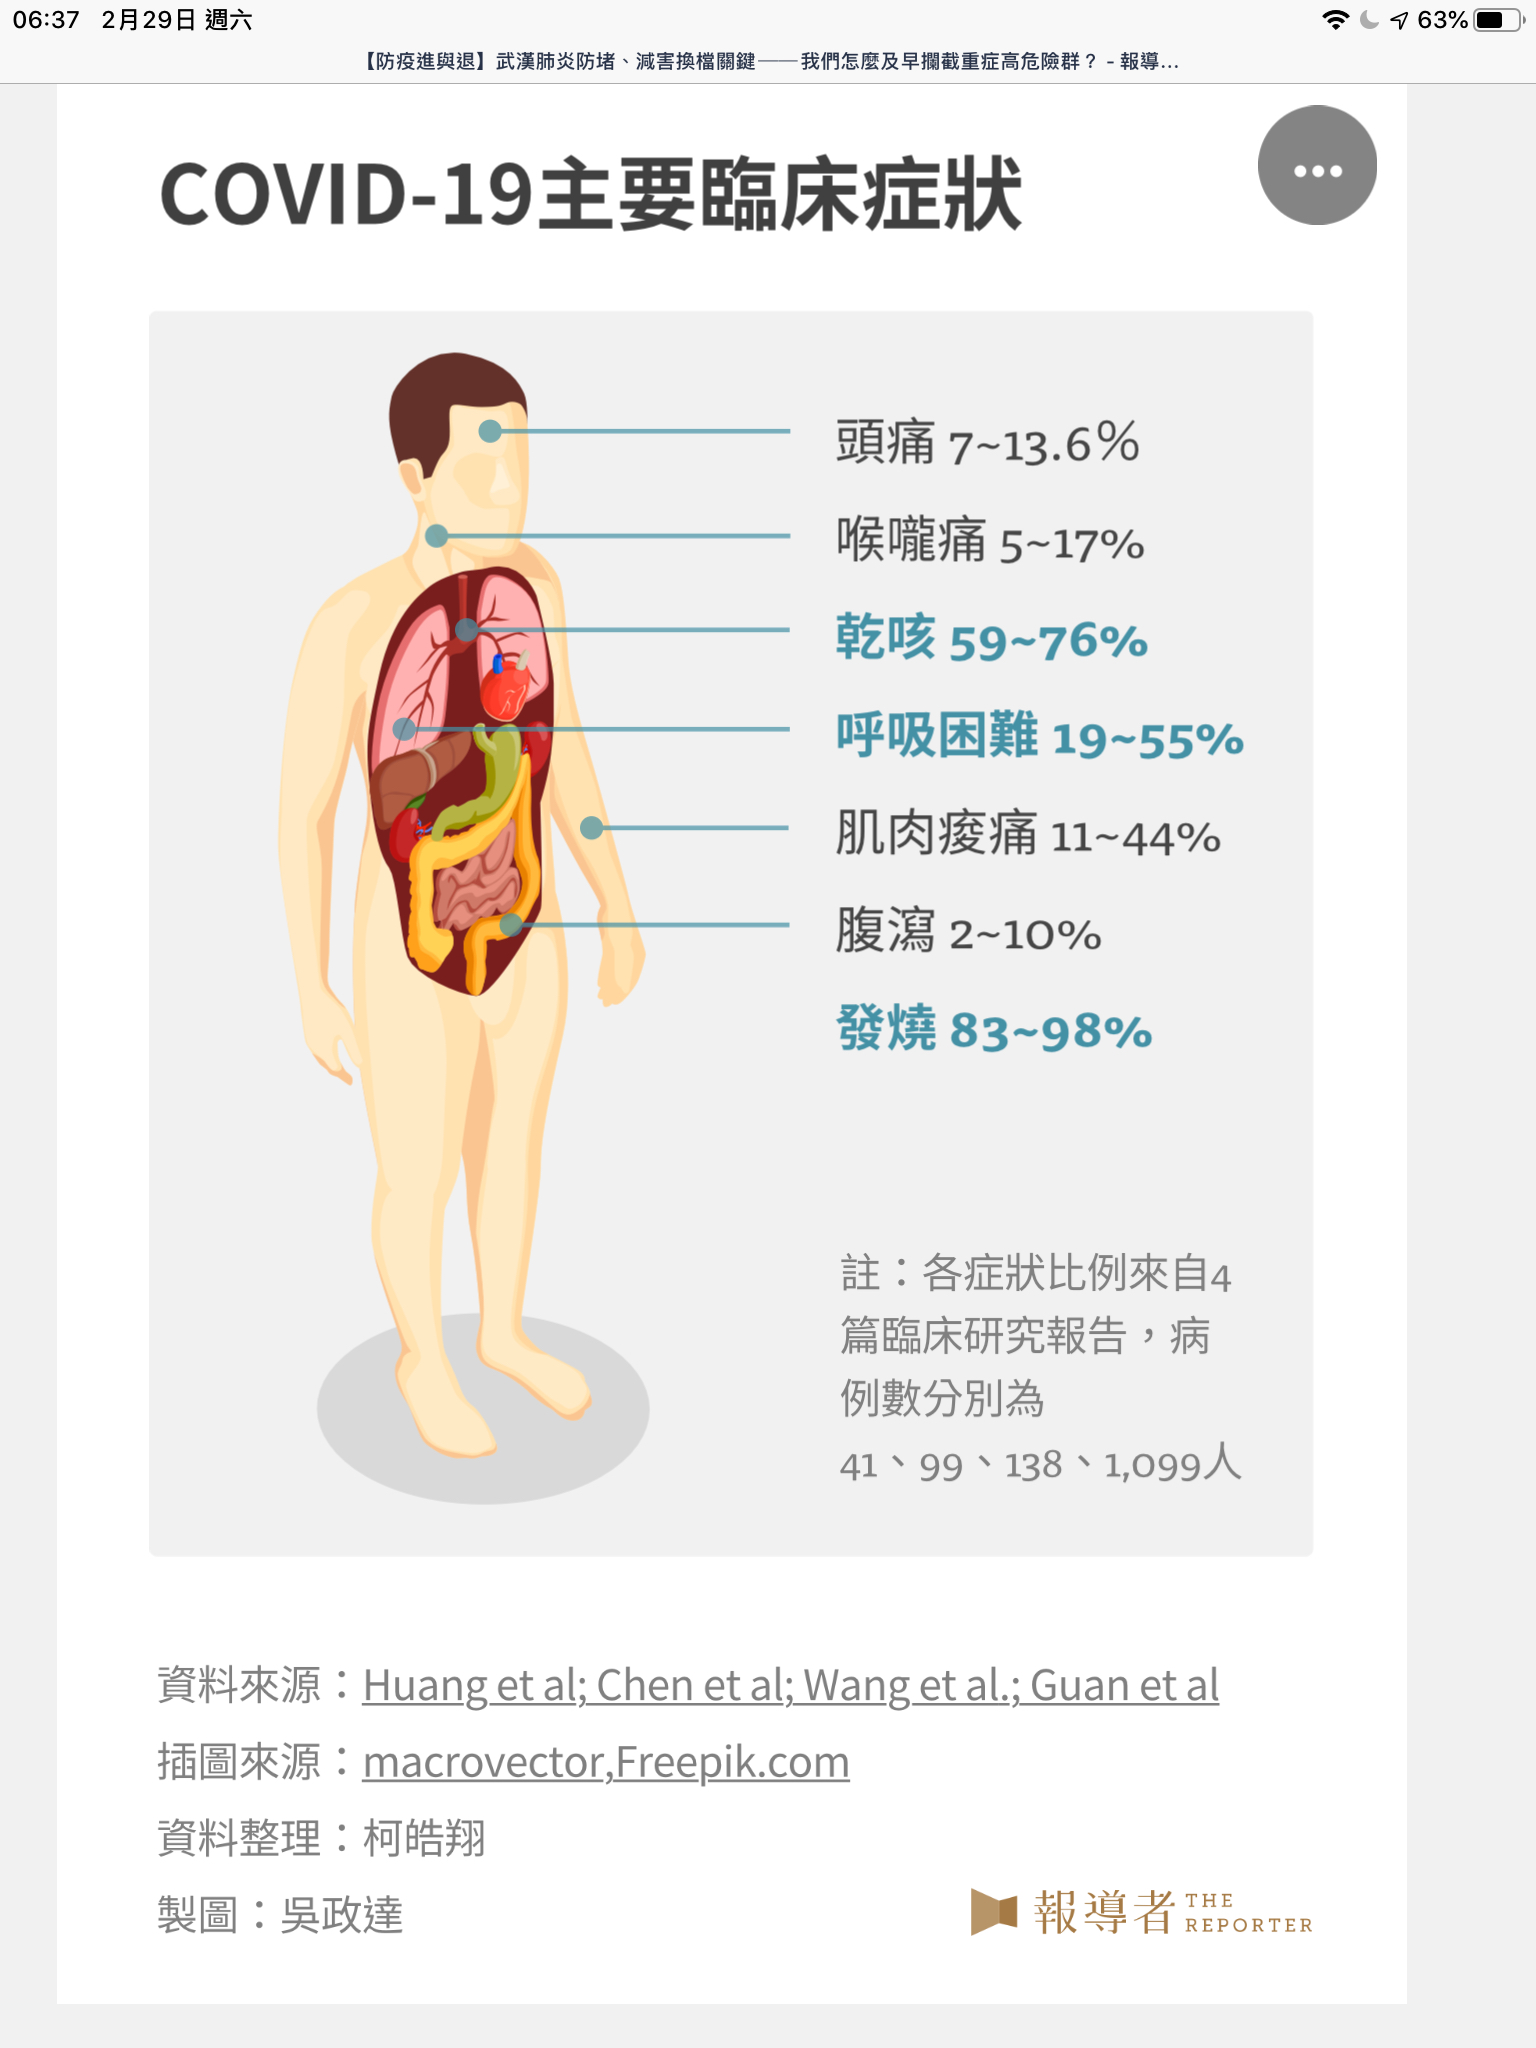 06:37 2月29日 週六 63%
【防疫進與退】武漢肺炎防堵、減害換檔關鍵——我們怎麼及早攔截重症高危險群？ - 報導...
COVID-19主要臨床症狀
頭痛 7~13.6%
喉嚨痛 5~17%
乾咳 59~76%
呼吸困難 19~55%
肌肉痠痛 11~44%
腹瀉 2~10%
發燒 83~98%
註：各症狀比例來自4
篇臨床研究報告，病
例數分別為
41、99、138、1,099人
資料來源：Huang et al; Chen et al; Wang et al.; Guan et al
插圖來源：macrovector,Freepik.com
資料整理：柯皓翔
製圖：吳政達
報導者 THE
REPORTER